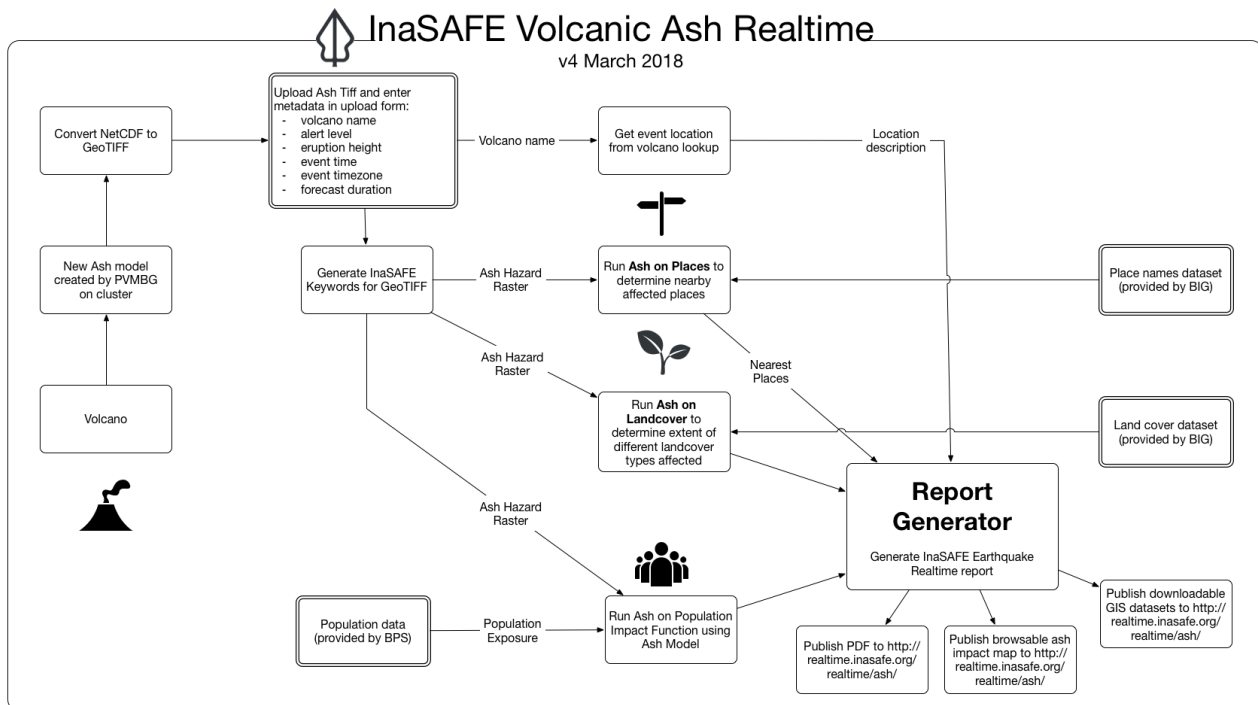 InaSAFE Volcanic Ash Realtime
v4 March 2018
Convert NetCDF to
GeoTIFF
Upload Ash Tiff and enter
metadata in upload form:
- volcano name
- alert level
- eruption height
- event time
- event timezone
- forecast duration
Volcano name
Get event location
from volcano lookup
Location
description
New Ash model
created by PVMBG
on cluster
Generate InaSAFE
Keywords for GeoTIFF
Ash Hazard
Raster
Run Ash on Places to
determine nearby
affected places
Place names dataset
(provided by BIG)
Ash Hazard
Raster
Nearest
Places
Volcano
Run Ash on
Landcover to
determine extent of
different landcover
types affected
Land cover dataset
(provided by BIG)
Ash Hazard
Raster
Report
Generator
Generate InaSAFE Earthquake
Realtime report
Population data
(provided by BPS)
Population
Exposure
Run Ash on Population
Impact Function using
Ash Model
Publish PDF to http://
realtime.inasafe.org/
realtime/ash/
Publish browsable ash
impact map to http://
realtime.inasafe.org/
realtime/ash/
Publish downloadable
GIS datasets to http://
realtime.inasafe.org/
realtime/ash/